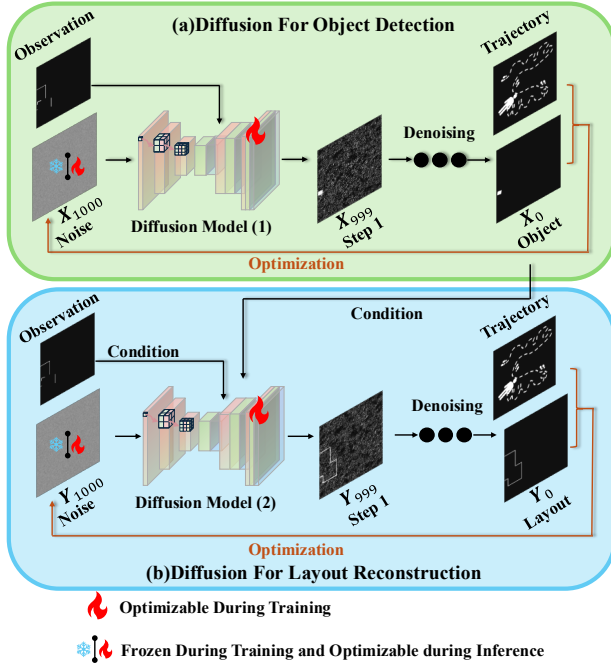 (a)Diffusion For Object Detection
Observation
Trajectory
Denoising
X1000
Noise
Diffusion Model (1)
X999
Step 1
X0
Object
Optimization
Observation
Condition
Condition
Trajectory
Denoising
Y1000
Noise
Diffusion Model (2)
Y999
Step 1
Y0
Layout
Optimization
(b)Diffusion For Layout Reconstruction
Optimizable During Training
Frozen During Training and Optimizable during Inference